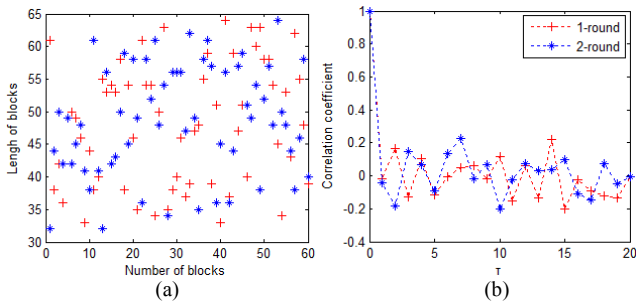 65
60
55
50
45
40
35
30
Lengh of blocks
0 10 20 30 40 50 60
Number of blocks
(a)
1
0.8
0.6
0.4
0.2
0
-0.2
-0.4
Correlation coefficient
1-round
2-round
0 5 10 15 20
τ
(b)